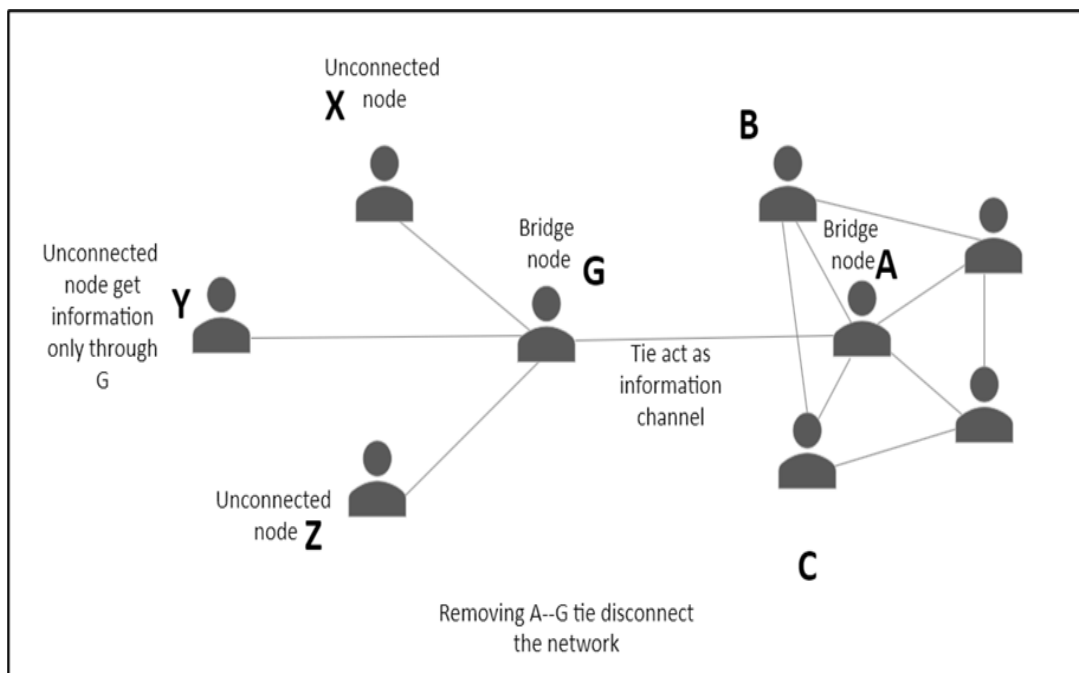 Unconnected
node
X
B
Unconnected
node get
information
only through
G
Y
Bridge
node
G
Bridge
node A
Tie act as
information
channel
Unconnected
node Z
C
Removing A--G tie disconnect
the network